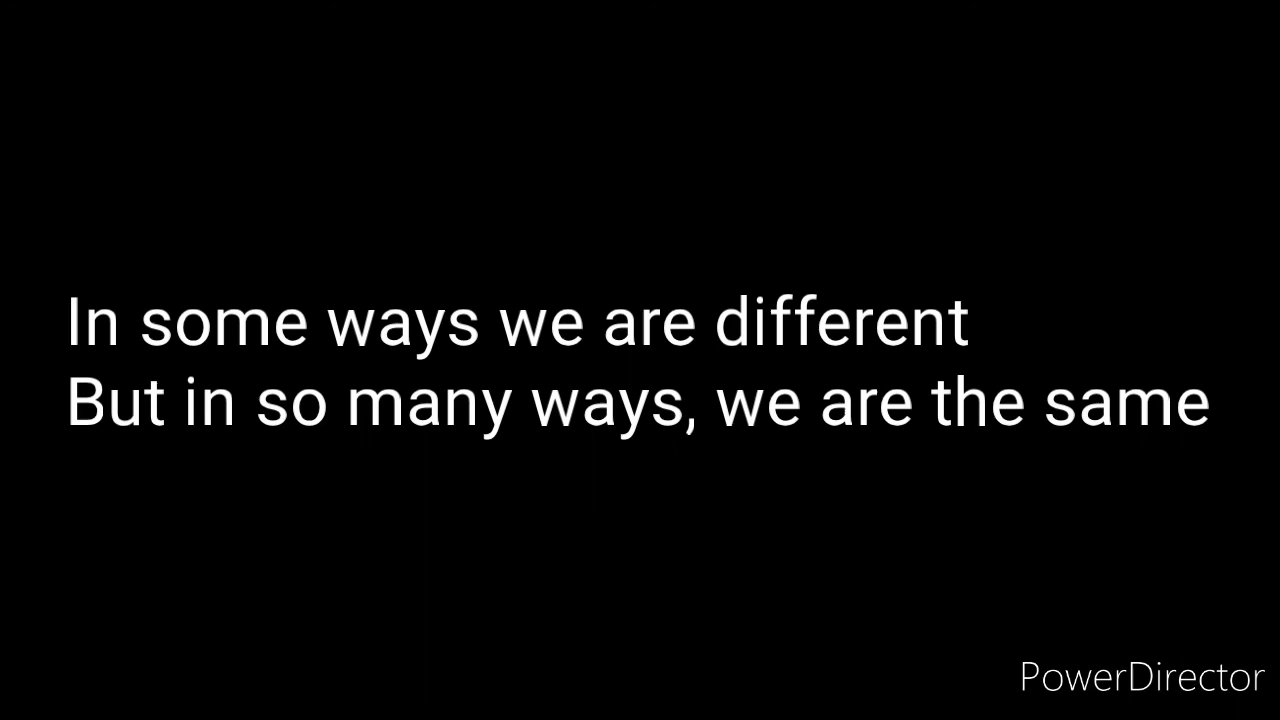 In some ways we are different
But in so many ways, we are the same
PowerDirector